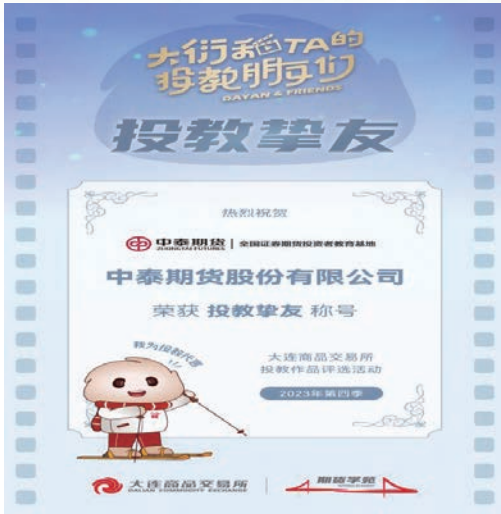 大衍和TA的
投教朋友们
DAYAN & FRIENDS
投教挚友
热烈祝贺
中泰期货 | 全国证券期货投资者教育基地
ZHONGTAI FUTURES
中泰期货股份有限公司
荣获 投教挚友 称号
我为投教代言
大连商品交易所
投教作品评选活动
2023年第四季
大连商品交易所
DALIAN COMMODITY EXCHANGE
期货学苑